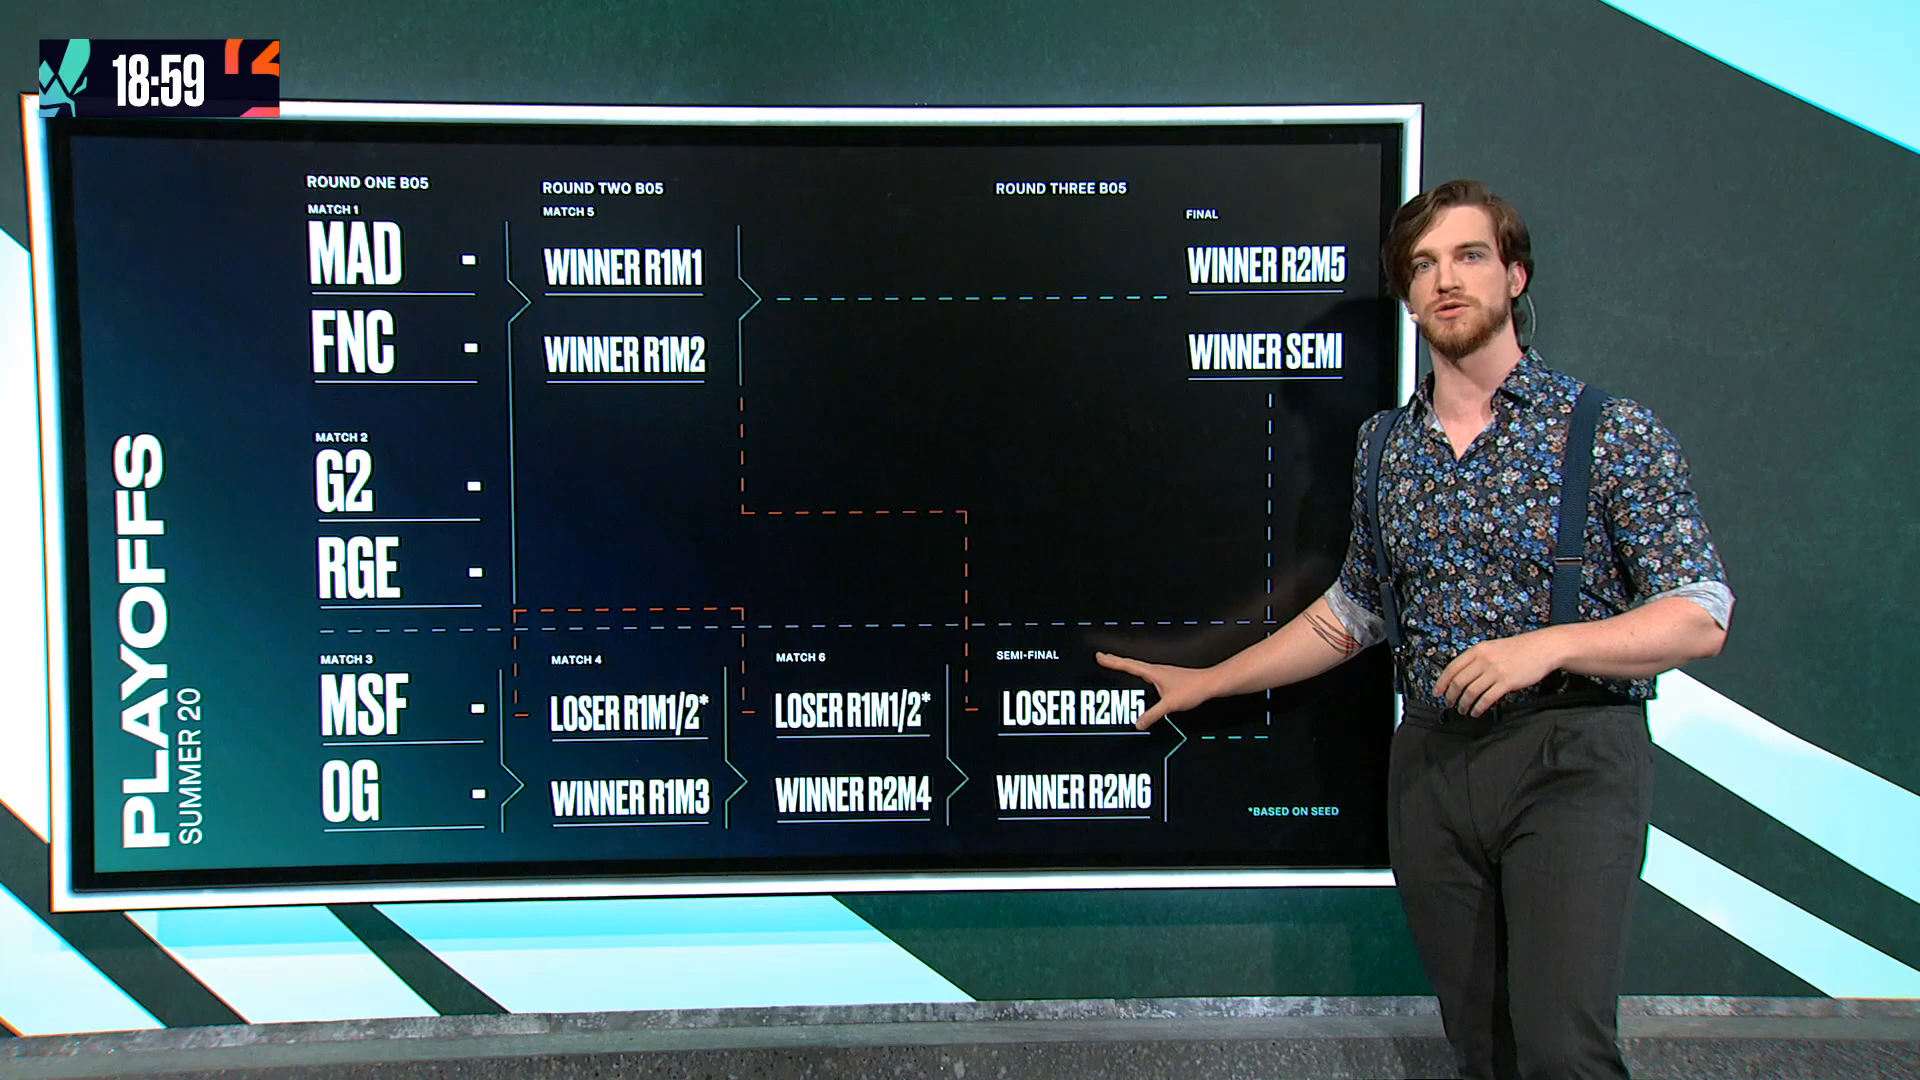 18:59
PLAYOFFS
SUMMER 20
ROUND ONE BO5
MATCH 1
MAD -
FNC -
MATCH 2
G2 -
RGE -
MATCH 3
MSF -
OG -
ROUND TWO BO5
MATCH 5
WINNER R1M1
WINNER R1M2
MATCH 4
LOSER R1M1/2*
WINNER R1M3
MATCH 6
LOSER R1M1/2*
WINNER R2M4
ROUND THREE BO5
SEMI-FINAL
LOSER R2M5
WINNER R2M6
FINAL
WINNER R2M5
WINNER SEMI
*BASED ON SEED